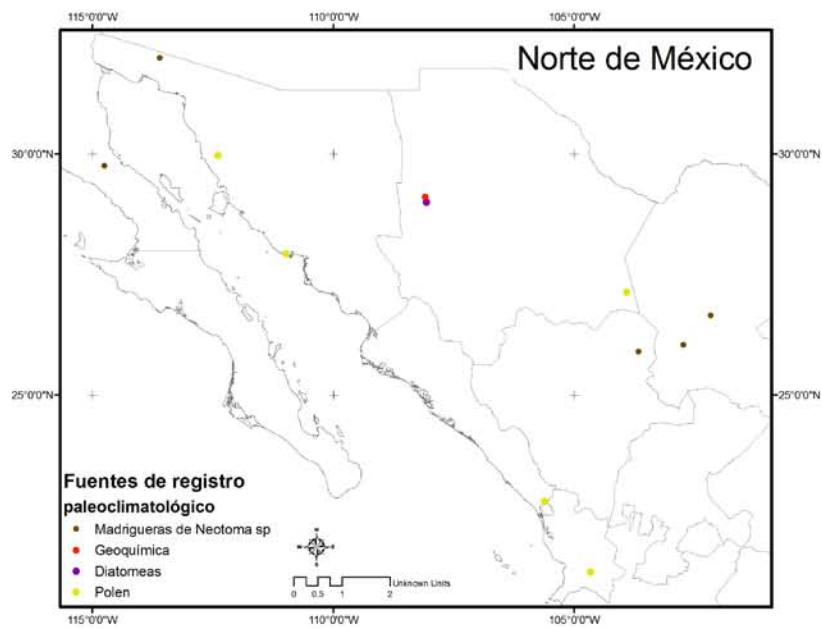 115°0'0"W 110°0'0"W 105°0'0"W
Norte de México
30°0'0"N 30°0'0"N
25°0'0"N 25°0'0"N
Fuentes de registro
paleoclimatológico
Madrigueras de Neotoma sp
Geoquímica
Diatomeas
Polen
N
W E
S
Unknown Units
0 0.5 1 2
115°0'0"W 110°0'0"W 105°0'0"W